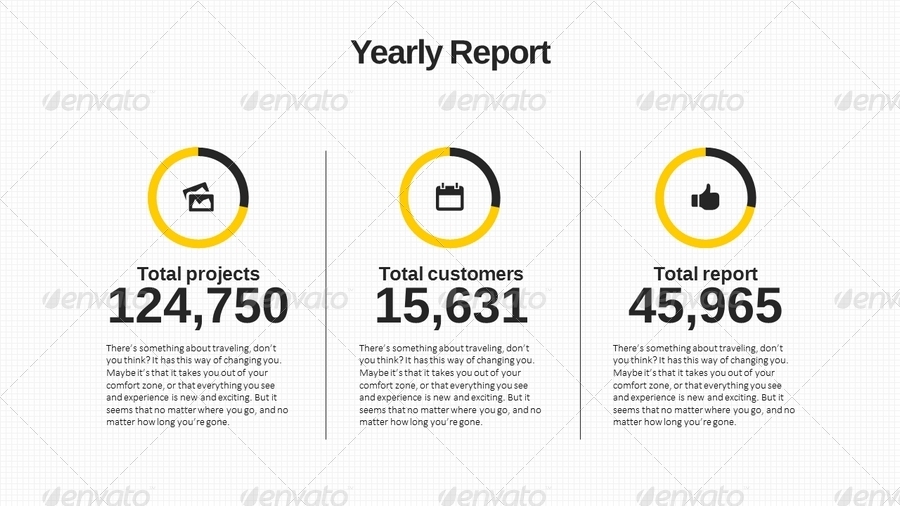 Yearly Report
envato envato envato envato envato
Total projects
124,750
There's something about traveling, don't
you think? It has this way of changing you.
Maybe it's that it takes you out of your
comfort zone, or that everything you see
and experience is new and exciting. But it
seems that no matter where you go, and no
matter how long you're gone.
Total customers
15,631
There's something about traveling, don't
you think? It has this way of changing you.
Maybe it's that it takes you out of your
comfort zone, or that everything you see
and experience is new and exciting. But it
seems that no matter where you go, and no
matter how long you're gone.
Total report
45,965
There's something about traveling, don't
you think? It has this way of changing you.
Maybe it's that it takes you out of your
comfort zone, or that everything you see
and experience is new and exciting. But it
seems that no matter where you go, and no
matter how long you're gone.
envato envato envato envato envato
envato envato envato envato envato